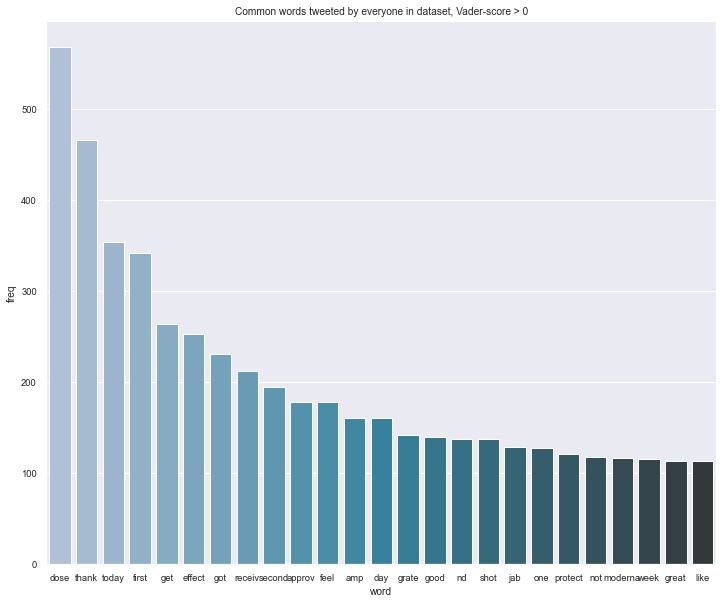 Common words tweeted by everyone in dataset, Vader-score > 0
500
400
300
200
100
0
freq
dose thank today first get effect got receiv second approv feel amp day grate good nd shot jab one protect not moderna week great like
word